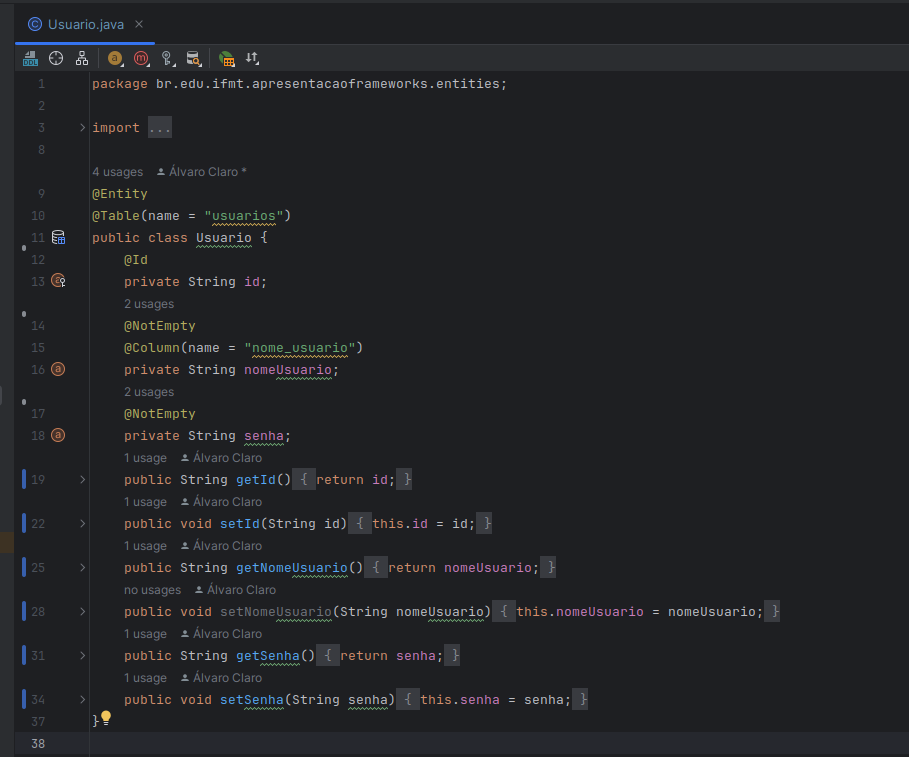 Usuario.java
1 package br.edu.ifmt.apresentacaoframeworks.entities;
2
3 import ...
8
4 usages Álvaro Claro *
9 @Entity
10 @Table(name = "usuarios")
11 public class Usuario {
12 @Id
13 private String id;
2 usages
14 @NotEmpty
15 @Column(name = "nome_usuario")
16 private String nomeUsuario;
2 usages
17 @NotEmpty
18 private String senha;
1 usage Álvaro Claro
19 public String getId() { return id; }
1 usage Álvaro Claro
22 public void setId(String id) { this.id = id; }
1 usage Álvaro Claro
25 public String getNomeUsuario() { return nomeUsuario; }
no usages Álvaro Claro
28 public void setNomeUsuario(String nomeUsuario) { this.nomeUsuario = nomeUsuario; }
1 usage Álvaro Claro
31 public String getSenha() { return senha; }
1 usage Álvaro Claro
34 public void setSenha(String senha) { this.senha = senha; }
37 }
38